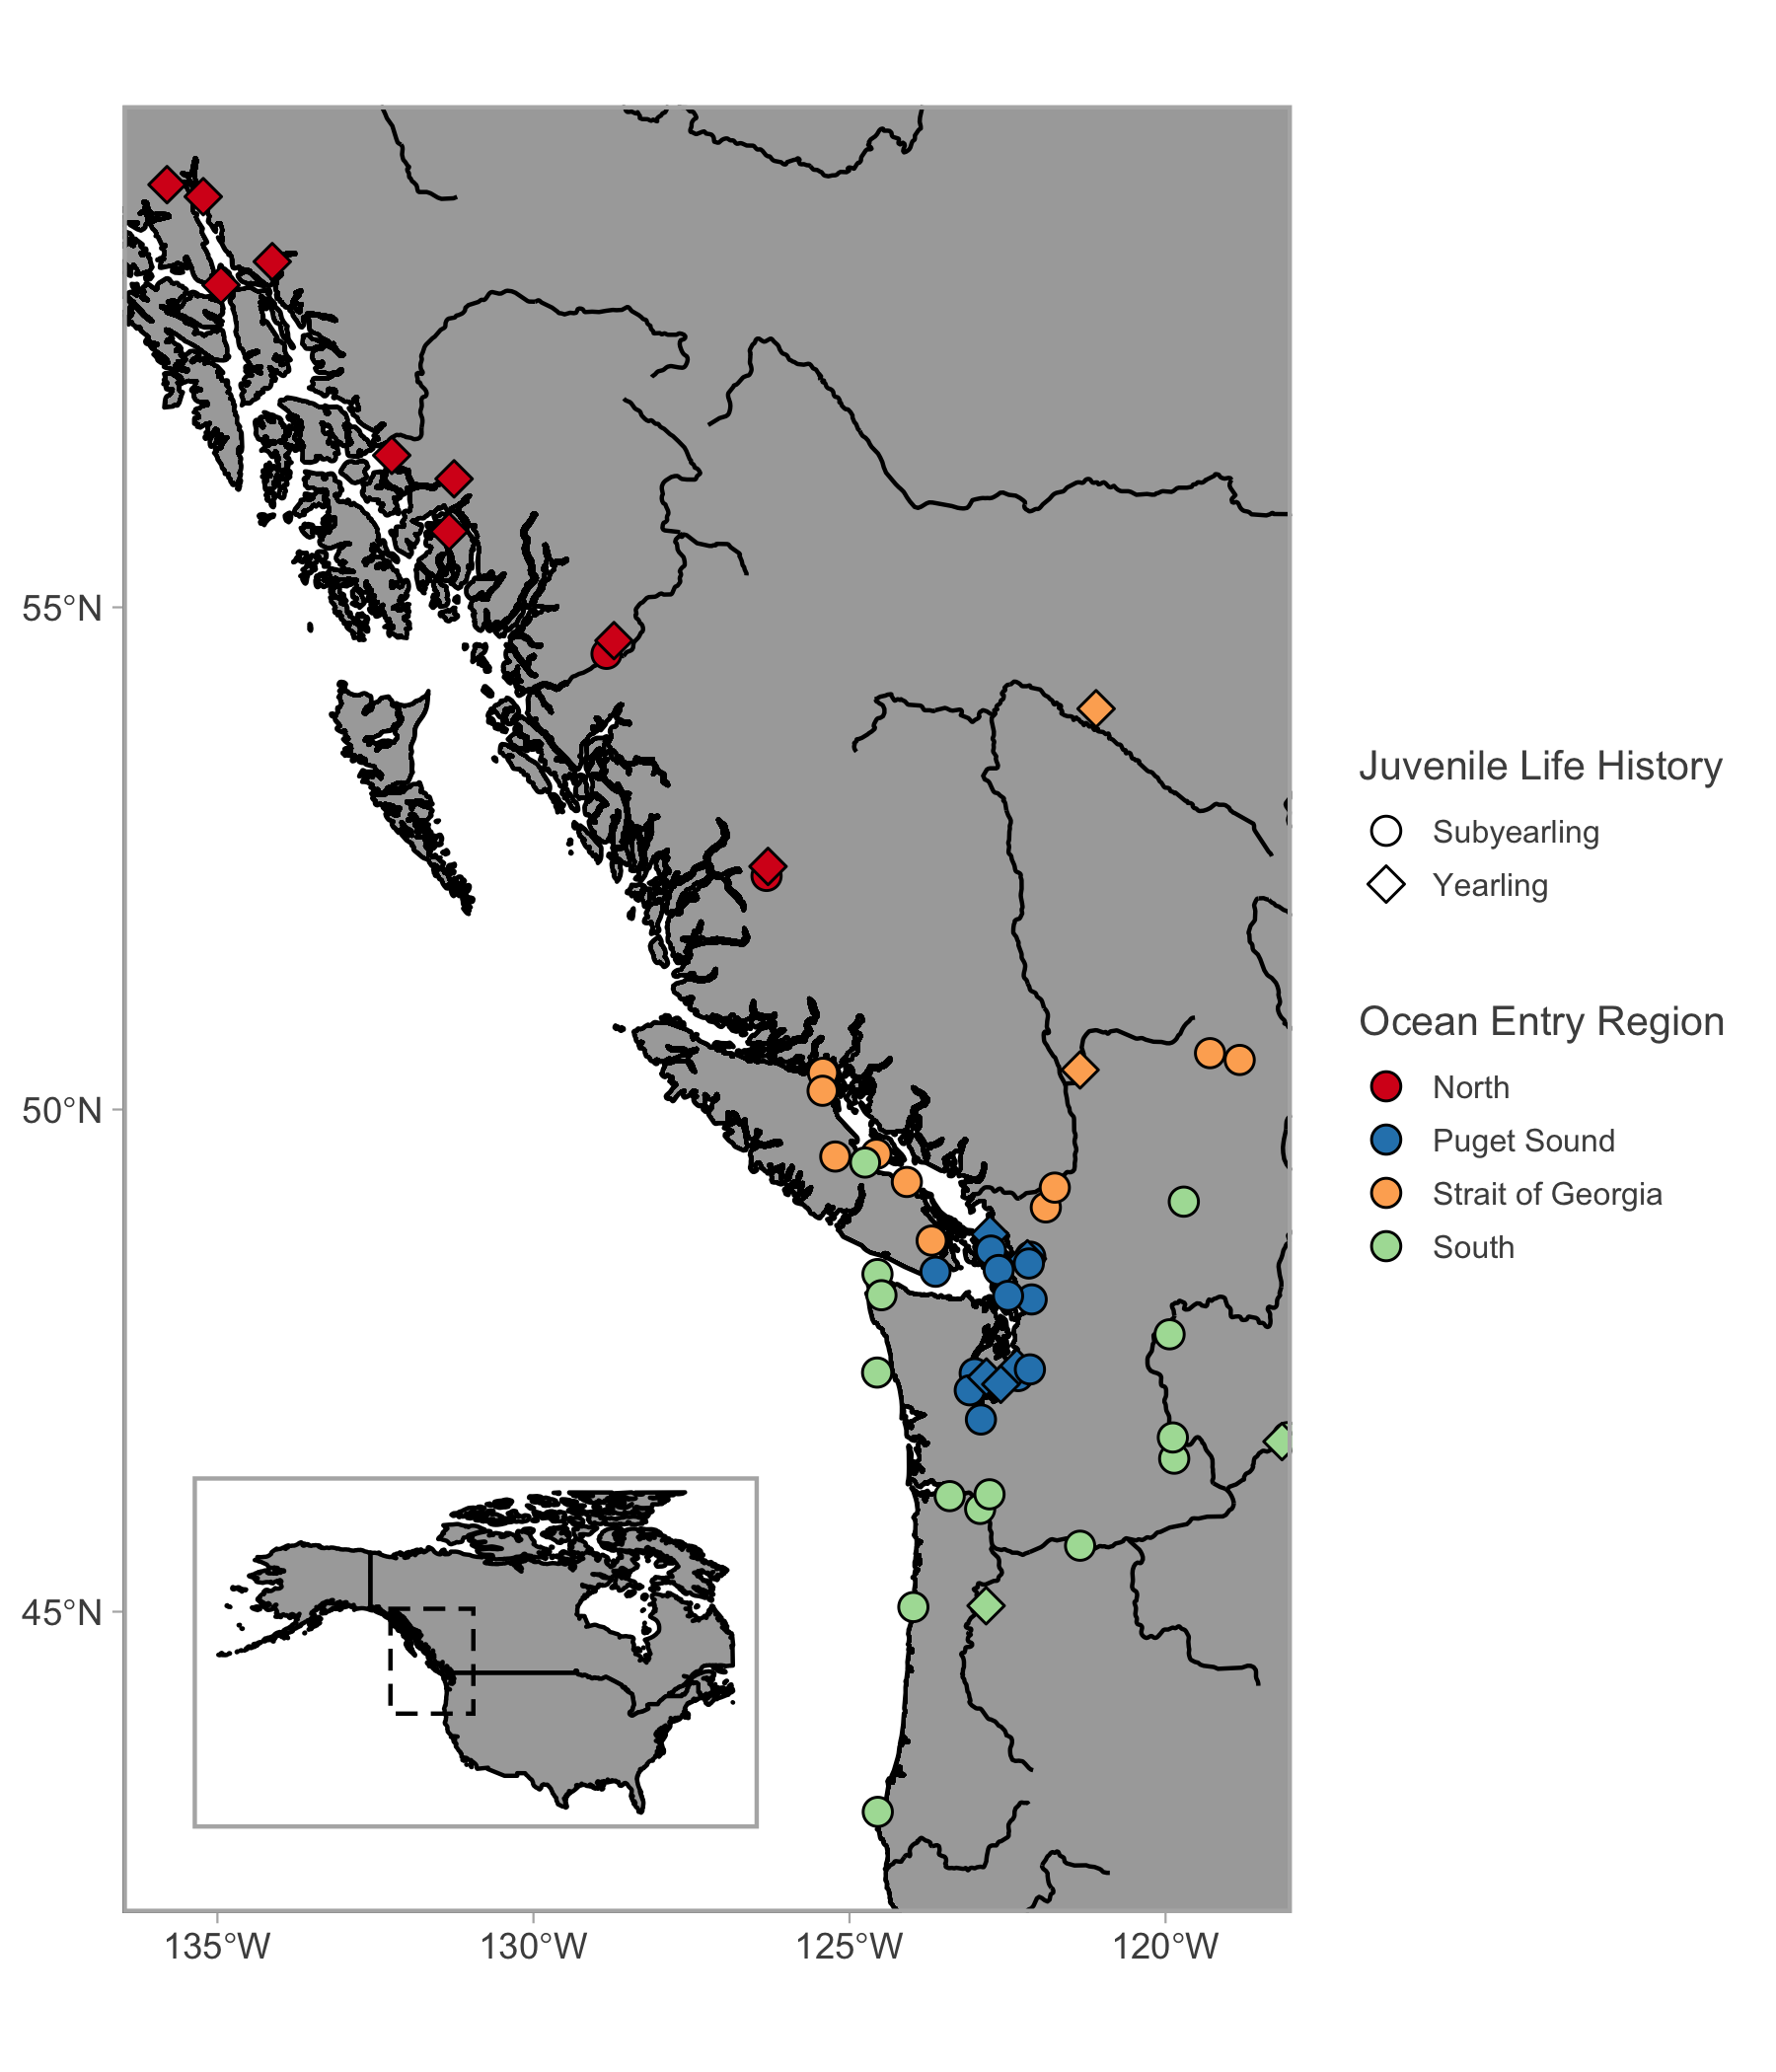 55°N
50°N
45°N
135°W
130°W
125°W
120°W
Juvenile Life History
Subyearling
Yearling
Ocean Entry Region
North
Puget Sound
Strait of Georgia
South